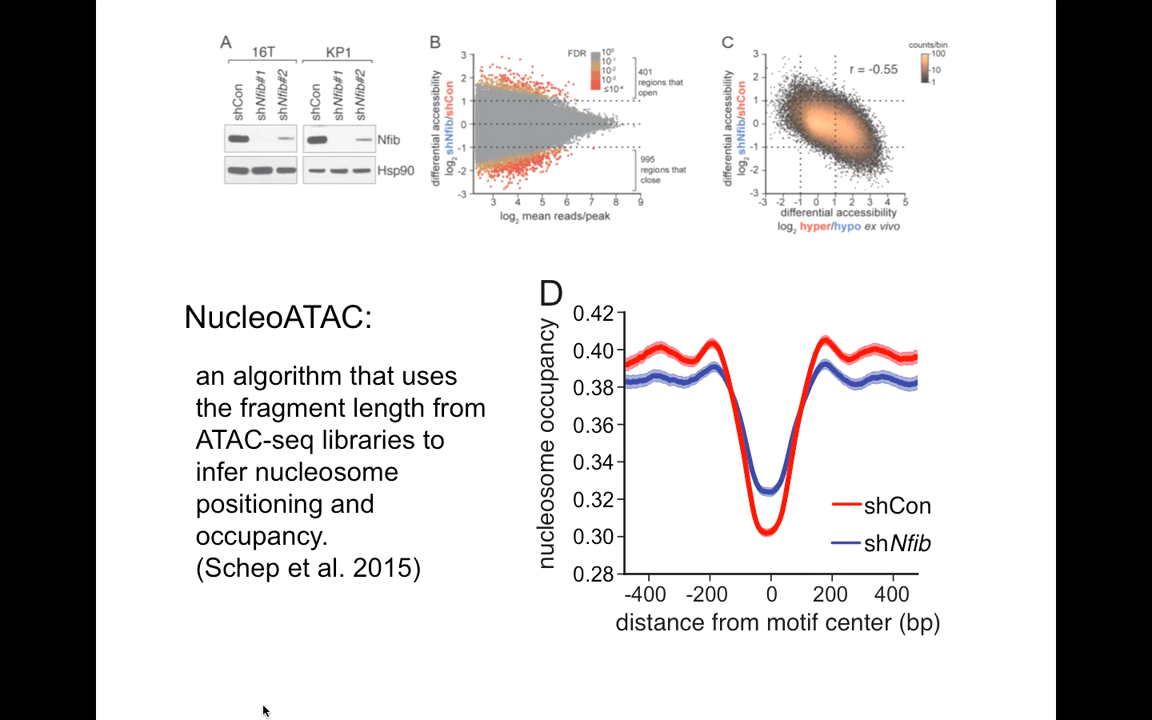 A
16T
KP1
shCon
shNfib#1
shNfib#2
shCon
shNfib#1
shNfib#2
Nfib
Hsp90
B
differential accessibility
log2 shNfib/shCon
3
2
1
0
-1
-2
-3
3 4 5 6 7 8 9
log2 mean reads/peak
FDR
10^0
10^-1
10^-2
10^-3
≤10^-4
401
regions that
open
995
regions that
close
C
differential accessibility
log2 shNfib/shCon
3
2
1
0
-1
-2
-3
-3 -2 -1 0 1 2 3 4 5
differential accessibility
log2 hyper/hypo ex vivo
r = -0.55
counts/bin
100
10
1
NucleoATAC:
an algorithm that uses
the fragment length from
ATAC-seq libraries to
infer nucleosome
positioning and
occupancy.
(Schep et al. 2015)
D
nucleosome occupancy
0.42
0.40
0.38
0.36
0.34
0.32
0.30
0.28
-400 -200 0 200 400
distance from motif center (bp)
shCon
shNfib